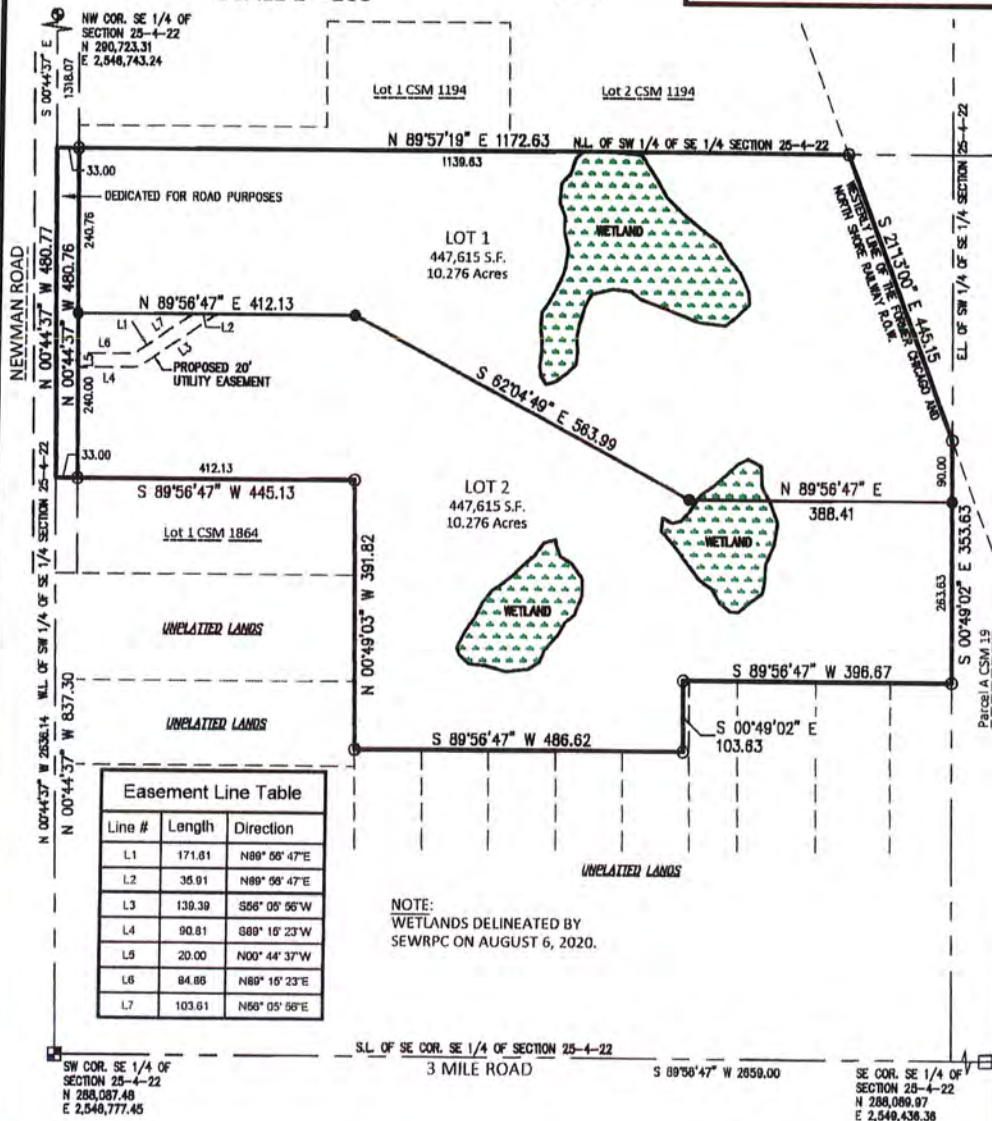 NW COR. SE 1/4 OF
SECTION 25-4-22
N 290,723.31
E 2,548,743.24
S 00°44'37" E
1318.07
Lot 1 CSM 1194
Lot 2 CSM 1194
N 89°57'19" E 1172.63
N.L. OF SW 1/4 OF SE 1/4 SECTION 25-4-22
1139.63
33.00
DEDICATED FOR ROAD PURPOSES
240.76
NEWMAN ROAD
N 00°44'37" W 480.77
N 00°44'37" W 480.76
LOT 1
447,615 S.F.
10.276 Acres
WETLAND
S 21°13'00" E 445.15
WESTERLY LINE OF THE FORMER CHICAGO AND
NORTH SHORE RAILWAY R.O.W.
E.L. OF SW 1/4 OF SE 1/4 SECTION 25-4-22
N 89°56'47" E 412.13
L1
L7
L2
L6
L3
L5
L4
PROPOSED 20'
UTILITY EASEMENT
240.00
33.00
S 62°04'49" E 563.99
412.13
S 89°56'47" W 445.13
LOT 2
447,615 S.F.
10.276 Acres
N 89°56'47" E
388.41
90.00
WETLAND
WETLAND
263.63
S 00°49'02" E 353.63
Parcel A CSM 19
Lot 1 CSM 1864
N 00°49'03" W 391.82
UNPLATTED LANDS
UNPLATTED LANDS
S 89°56'47" W 396.67
S 00°49'02" E
103.63
S 89°56'47" W 486.62
N 00°44'37" W 2636.14
W.L. OF SW 1/4 OF SE 1/4 SECTION 25-4-22
N 00°44'37" W 837.30
Easement Line Table
Line # Length Direction
L1 171.61 N89° 56' 47"E
L2 35.91 N89° 56' 47"E
L3 139.39 S56° 05' 56"W
L4 90.81 S89° 15' 23"W
L5 20.00 N00° 44' 37"W
L6 84.86 N89° 15' 23"E
L7 103.61 N56° 05' 56"E
UNPLATTED LANDS
NOTE:
WETLANDS DELINEATED BY
SEWRPC ON AUGUST 6, 2020.
S.L. OF SE COR. SE 1/4 OF SECTION 25-4-22
3 MILE ROAD
S 89°56'47" W 2659.00
SW COR. SE 1/4 OF
SECTION 25-4-22
N 288,087.48
E 2,548,777.45
SE COR. SE 1/4 OF
SECTION 25-4-22
N 288,089.97
E 2,549,436.36